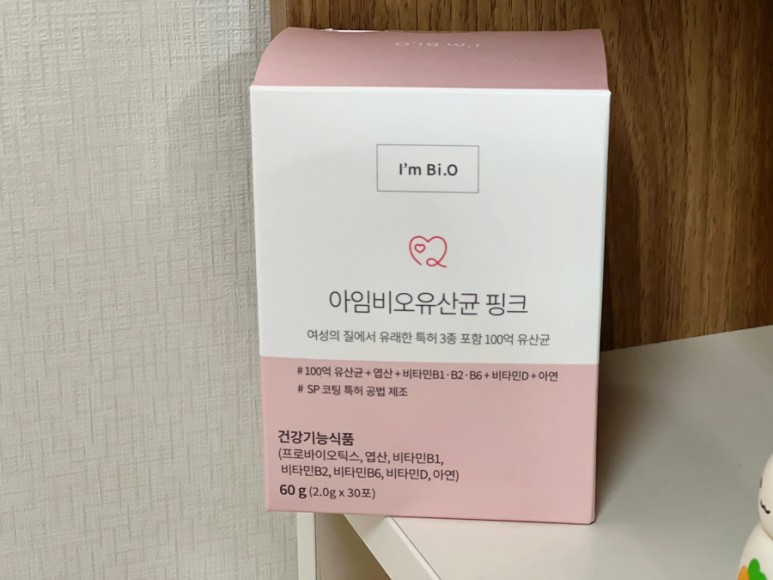 I'm Bi.O
I'm Bi.O
아임비오유산균 핑크
여성의 질에서 유래한 특허 3종 포함 100억 유산균
# 100억 유산균 + 엽산 + 비타민B1·B2·B6 + 비타민D + 아연
# SP 코팅 특허 공법 제조
건강기능식품
(프로바이오틱스, 엽산, 비타민B1,
비타민B2, 비타민B6, 비타민D, 아연)
60 g (2.0g x 30포)